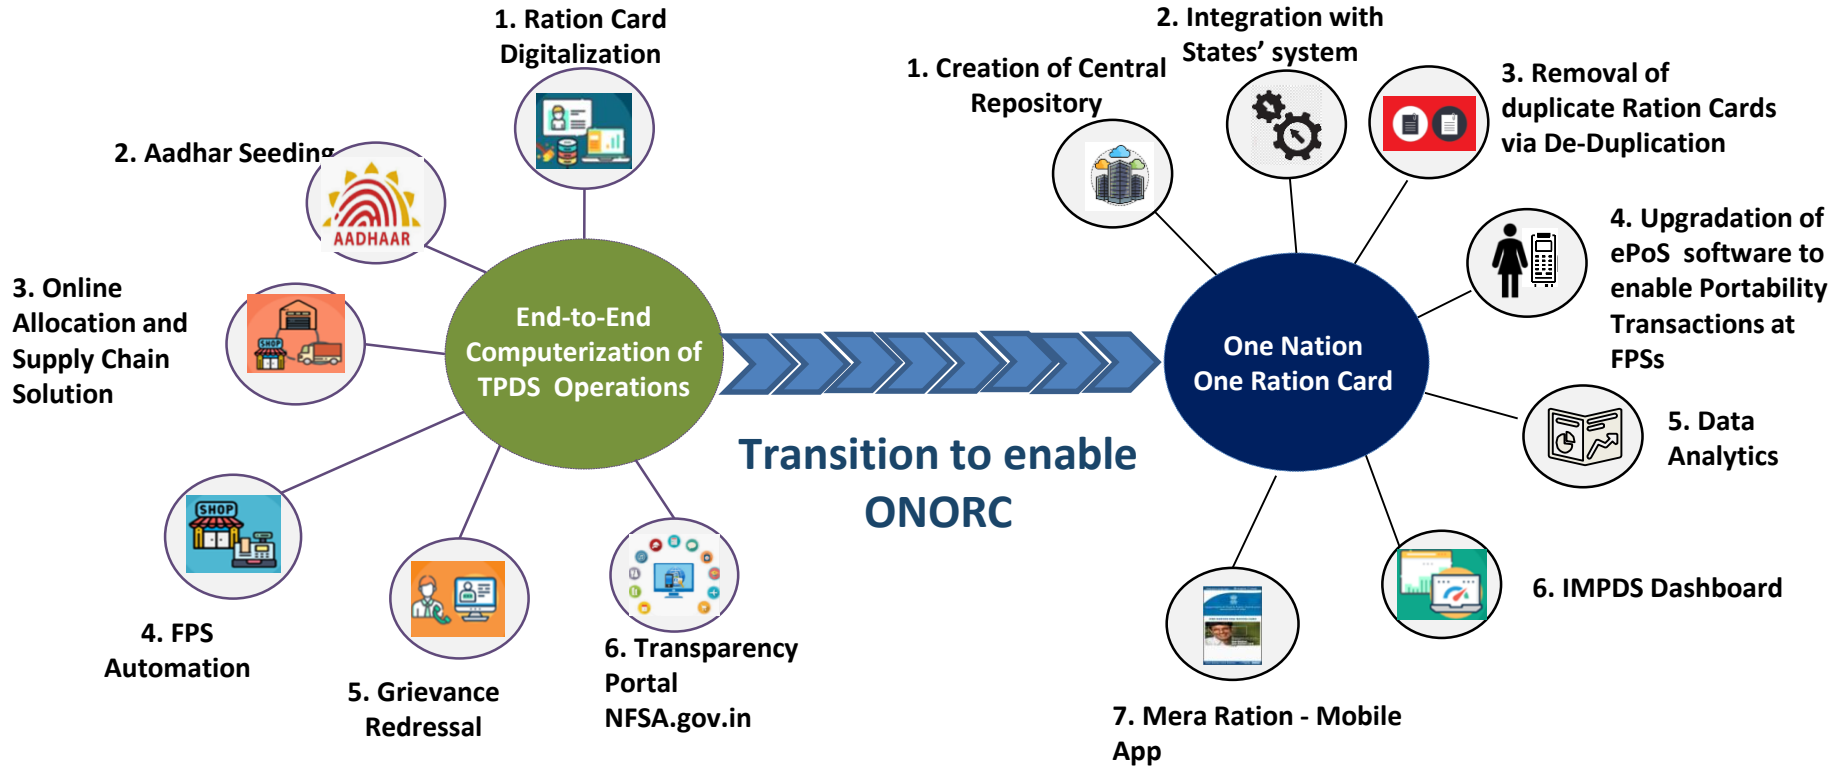 1. Ration Card
Digitalization
2. Aadhar Seeding
AADHAAR
3. Online
Allocation and
Supply Chain
Solution
SHOP
End-to-End
Computerization of
TPDS Operations
SHOP
4. FPS
Automation
5. Grievance
Redressal
6. Transparency
Portal
NFSA.gov.in
Transition to enable
ONORC
1. Creation of Central
Repository
2. Integration with
States’ system
3. Removal of
duplicate Ration Cards
via De-Duplication
4. Upgradation of
ePoS software to
enable Portability
Transactions at
FPSs
One Nation
One Ration Card
5. Data
Analytics
6. IMPDS Dashboard
7. Mera Ration - Mobile
App